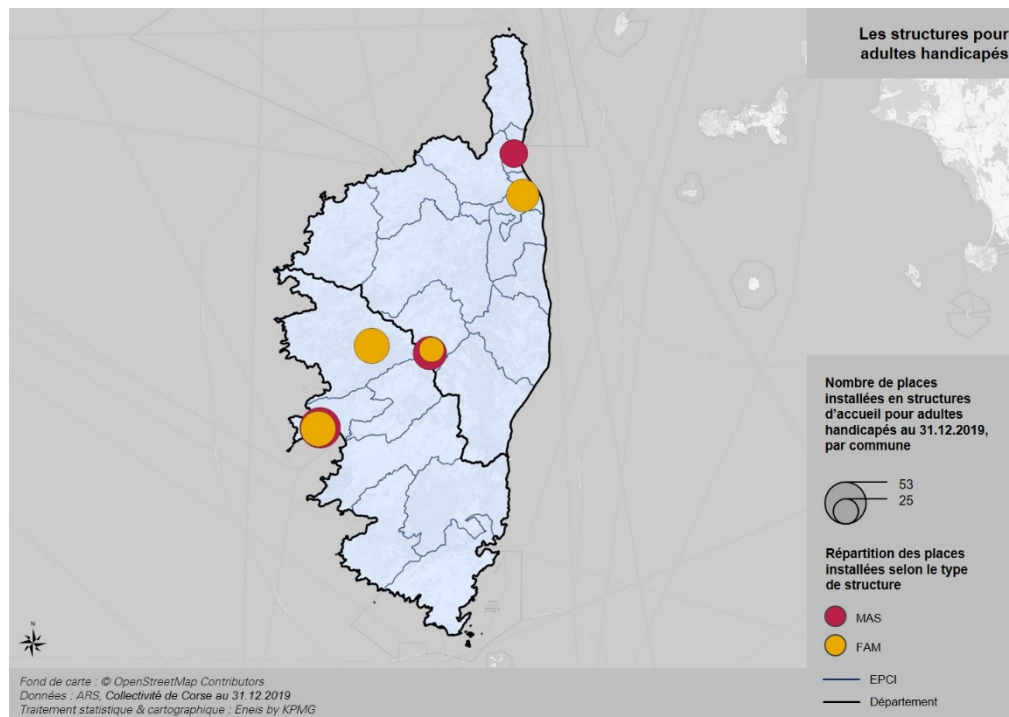 Les structures pour
adultes handicapés
Nombre de places
installées en structures
d'accueil pour adultes
handicapés au 31.12.2019,
par commune
53
25
Répartition des places
installées selon le type
de structure
MAS
FAM
EPCI
Département
N
Fond de carte : © OpenStreetMap Contributors
Données : ARS, Collectivité de Corse au 31.12.2019
Traitement statistique & cartographique : Eneis by KPMG